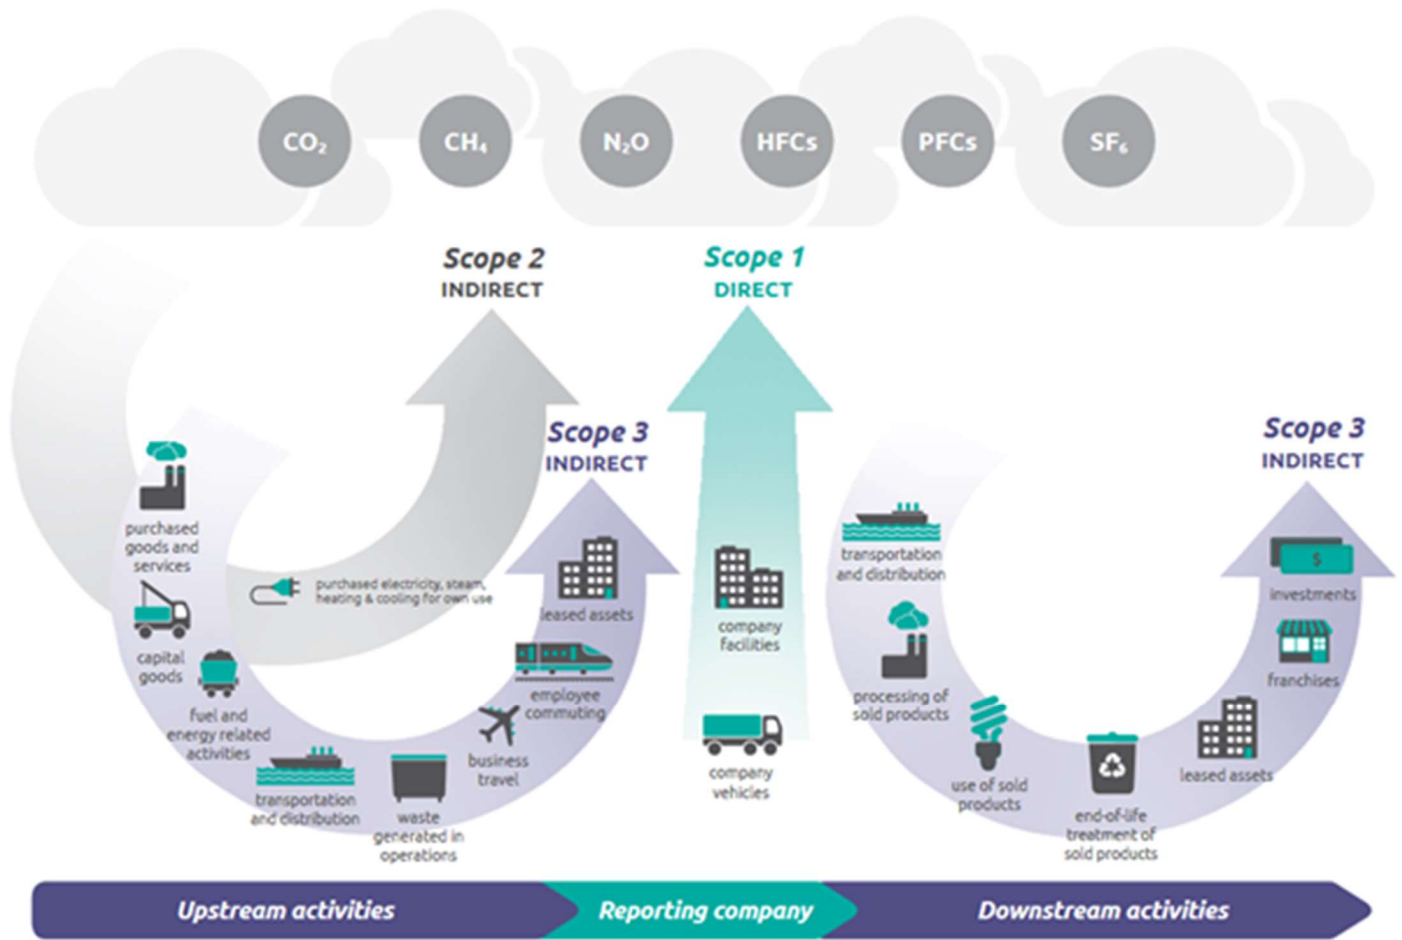 CO₂
CH₄
N₂O
HFCs
PFCs
SF₆
Scope 2
INDIRECT
Scope 1
DIRECT
Scope 3
INDIRECT
Scope 3
INDIRECT
purchased
goods and
services
capital
goods
fuel and
energy related
activities
transportation
and distribution
waste
generated in
operations
business
travel
employee
commuting
leased assets
purchased electricity, steam,
heating & cooling for own use
company
facilities
company
vehicles
transportation
and distribution
processing of
sold products
use of sold
products
end-of-life
treatment of
sold products
leased assets
franchises
investments
$
Upstream activities
Reporting company
Downstream activities